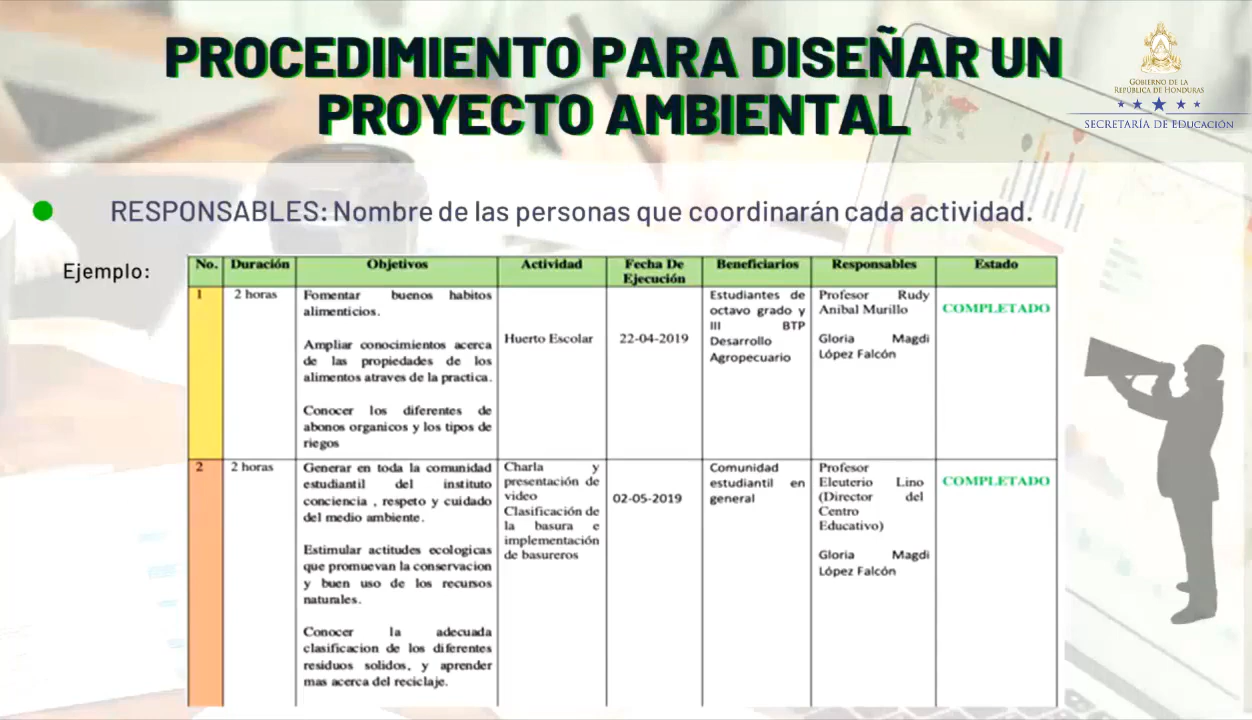 PROCEDIMIENTO PARA DISEÑAR UN
PROYECTO AMBIENTAL
GOBIERNO DE LA
REPÚBLICA DE HONDURAS
SECRETARÍA DE EDUCACIÓN
RESPONSABLES: Nombre de las personas que coordinarán cada actividad.
Ejemplo:
No. Duración Objetivos Actividad Fecha De Ejecución Beneficiarios Responsables Estado
1
2 horas
Fomentar buenos habitos
alimenticios.
Ampliar conocimientos acerca
de las propiedades de los
alimentos atraves de la practica.
Conocer los diferentes de
abonos organicos y los tipos de
riegos
Huerto Escolar
22-04-2019
Estudiantes de
octavo grado y
III BTP
Desarrollo
Agropecuario
Profesor Rudy
Anibal Murillo
Gloria Magdi
López Falcón
COMPLETADO
2
2 horas
Generar en toda la comunidad
estudiantil del instituto
conciencia , respeto y cuidado
del medio ambiente.
Estimular actitudes ecologicas
que promuevan la conservacion
y buen uso de los recursos
naturales.
Conocer la adecuada
clasificacion de los diferentes
residuos solidos, y aprender
mas acerca del reciclaje.
Charla y
presentación de
video
Clasificación de
la basura e
implementación
de basureros
02-05-2019
Comunidad
estudiantil en
general
Profesor
Eleuterio Lino
(Director del
Centro
Educativo)
Gloria Magdi
López Falcón
COMPLETADO